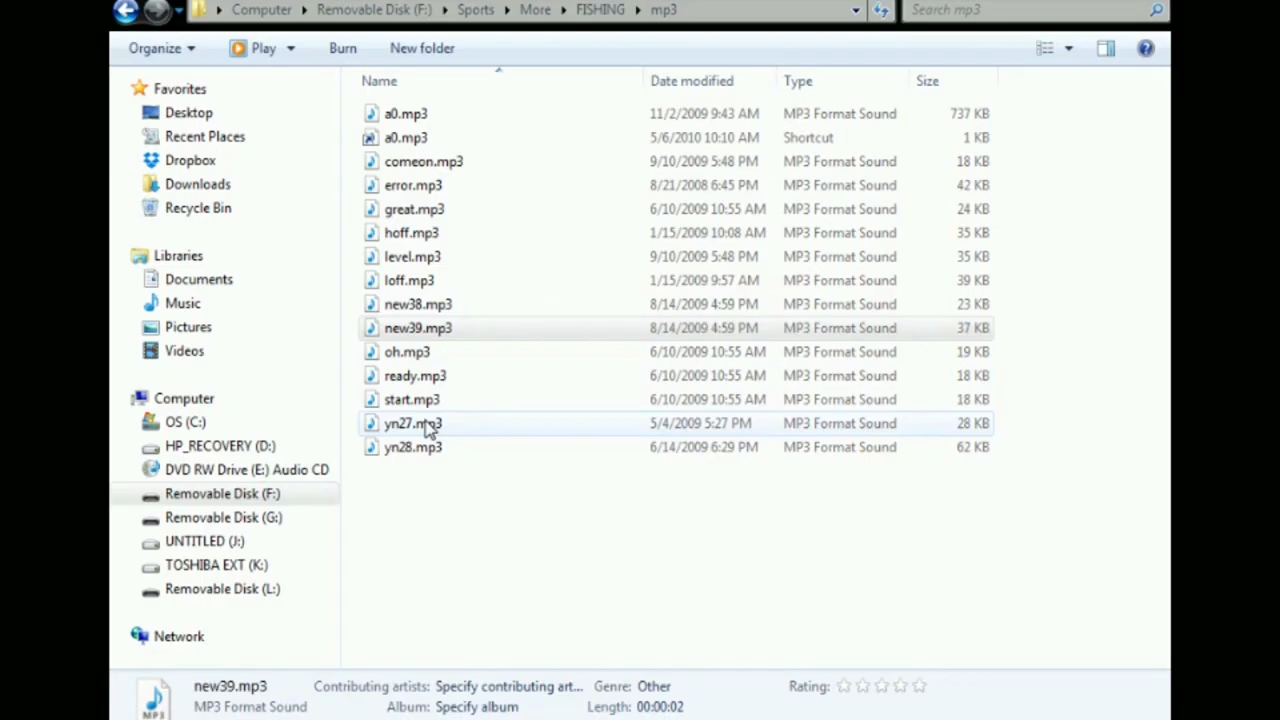 Computer Removable Disk (F:) Sports More FISHING mp3 Search mp3
Organize Play Burn New folder
Name Date modified Type Size
a0.mp3 11/2/2009 9:43 AM MP3 Format Sound 737 KB
a0.mp3 5/6/2010 10:10 AM Shortcut 1 KB
comeon.mp3 9/10/2009 5:48 PM MP3 Format Sound 18 KB
error.mp3 8/21/2008 6:45 PM MP3 Format Sound 42 KB
great.mp3 6/10/2009 10:55 AM MP3 Format Sound 24 KB
hoff.mp3 1/15/2009 10:08 AM MP3 Format Sound 35 KB
level.mp3 9/10/2009 5:48 PM MP3 Format Sound 35 KB
loff.mp3 1/15/2009 9:57 AM MP3 Format Sound 39 KB
new38.mp3 8/14/2009 4:59 PM MP3 Format Sound 23 KB
new39.mp3 8/14/2009 4:59 PM MP3 Format Sound 37 KB
oh.mp3 6/10/2009 10:55 AM MP3 Format Sound 19 KB
ready.mp3 6/10/2009 10:55 AM MP3 Format Sound 18 KB
start.mp3 6/10/2009 10:55 AM MP3 Format Sound 18 KB
yn27.mp3 5/4/2009 5:27 PM MP3 Format Sound 28 KB
yn28.mp3 6/14/2009 6:29 PM MP3 Format Sound 62 KB
Favorites
Desktop
Recent Places
Dropbox
Downloads
Recycle Bin
Libraries
Documents
Music
Pictures
Videos
Computer
OS (C:)
HP_RECOVERY (D:)
DVD RW Drive (E:) Audio CD
Removable Disk (F:)
Removable Disk (G:)
UNTITLED (J:)
TOSHIBA EXT (K:)
Removable Disk (L:)
Network
new39.mp3 Contributing artists: Specify contributing art... Genre: Other Rating:
MP3 Format Sound Album: Specify album Length: 00:00:02
MP3